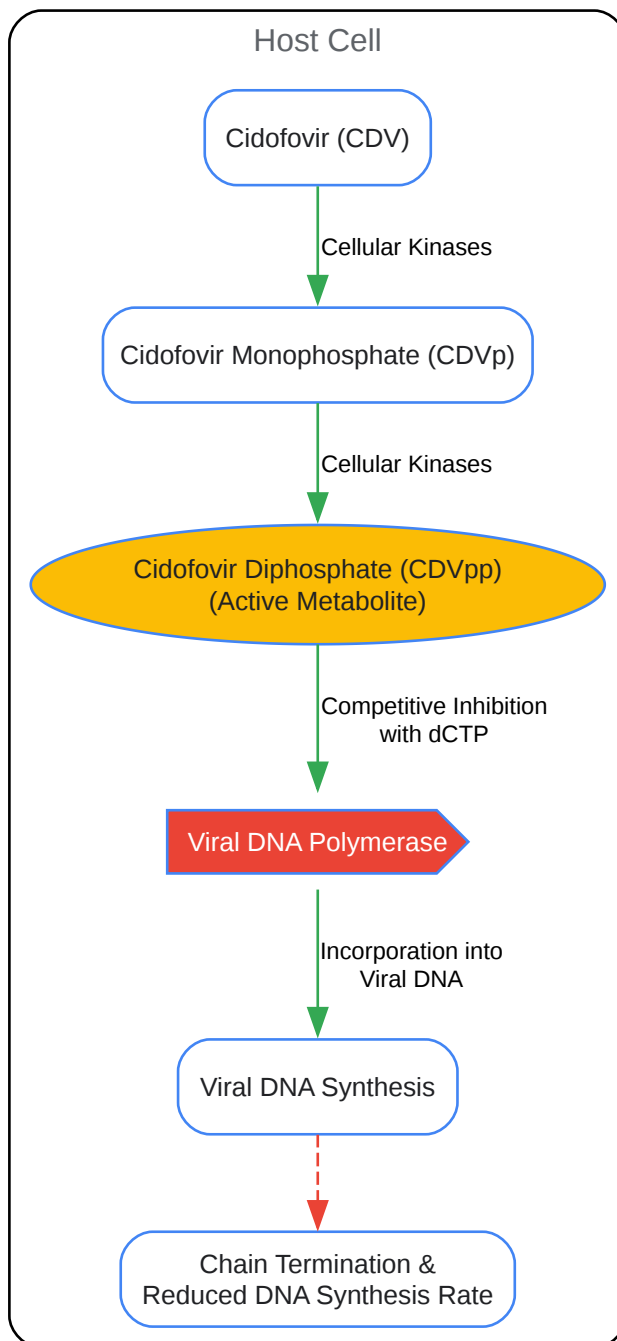 Host Cell
Cidofovir (CDV)
Cellular Kinases
Cidofovir Monophosphate (CDVp)
Cellular Kinases
Cidofovir Diphosphate (CDVpp)
(Active Metabolite)
Competitive Inhibition
with dCTP
Viral DNA Polymerase
Incorporation into
Viral DNA
Viral DNA Synthesis
Chain Termination &
Reduced DNA Synthesis Rate